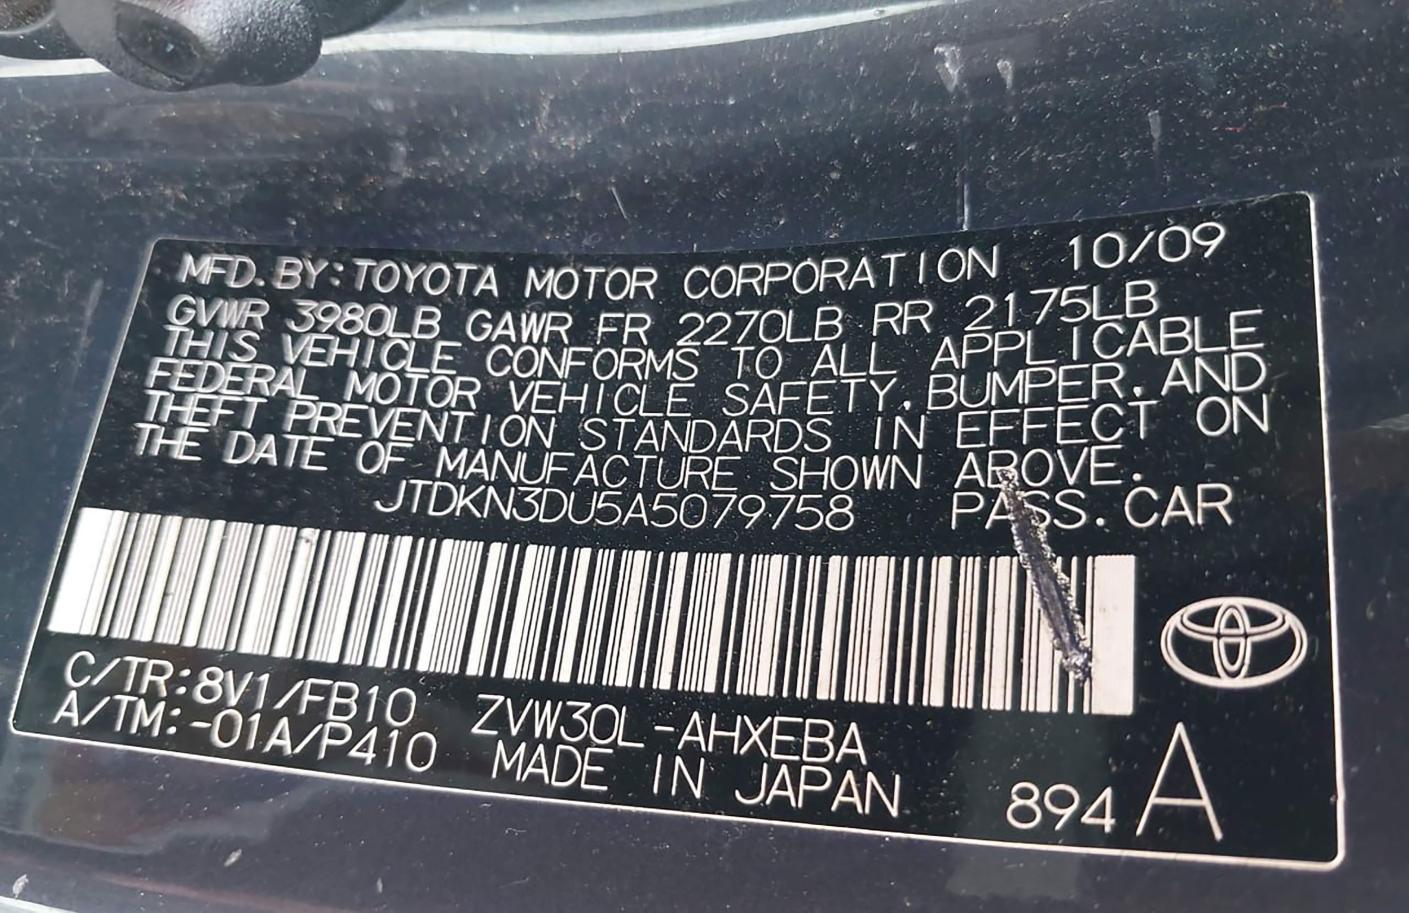 MFD.BY:TOYOTA MOTOR CORPORATION 10/09
GVWR 3980LB GAWR FR 2270LB RR 2175LB
THIS VEHICLE CONFORMS TO ALL APPLICABLE
FEDERAL MOTOR VEHICLE SAFETY,BUMPER,AND
THEFT PREVENTION STANDARDS IN EFFECT ON
THE DATE OF MANUFACTURE SHOWN ABOVE.
JTDKN3DU5A5079758 PASS.CAR
C/TR:8V1/FB10 ZVW30L-AHXEBA
A/TM:-01A/P410 MADE IN JAPAN 894 A